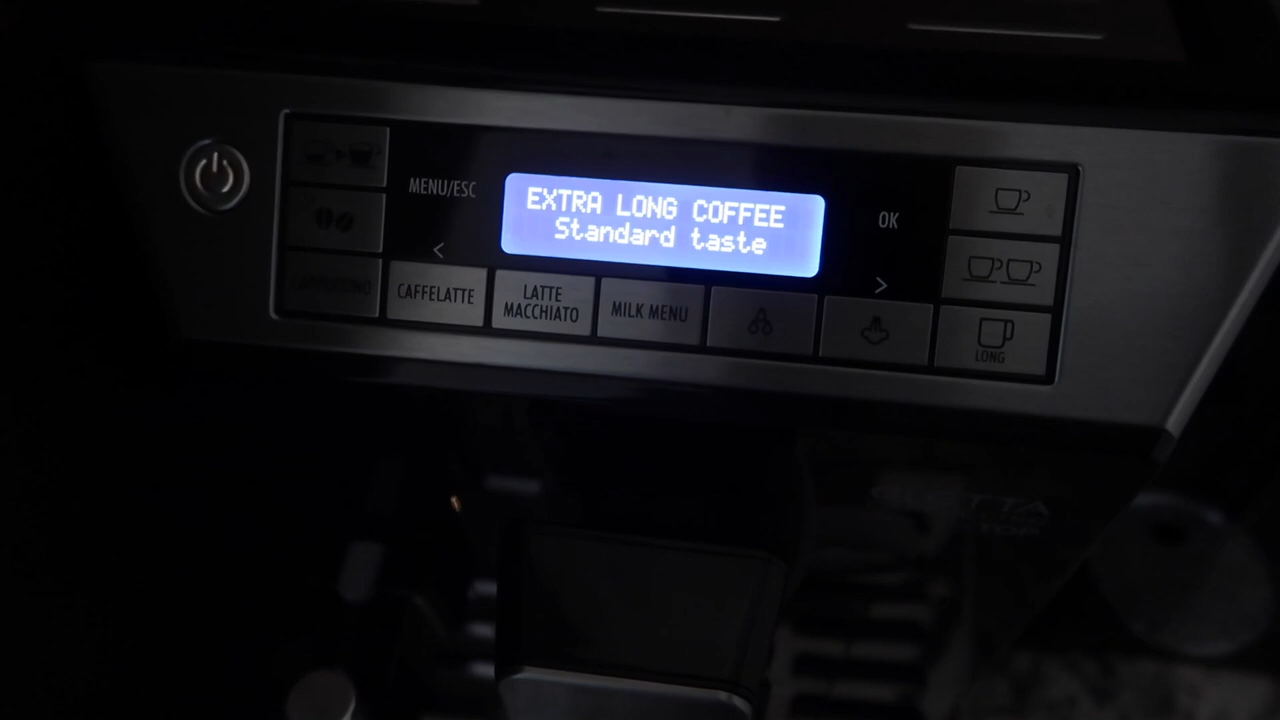 MENU/ESC
EXTRA LONG COFFEE
Standard taste
OK
<
>
CAFFELATTE
LATTE
MACCHIATO
MILK MENU
LONG